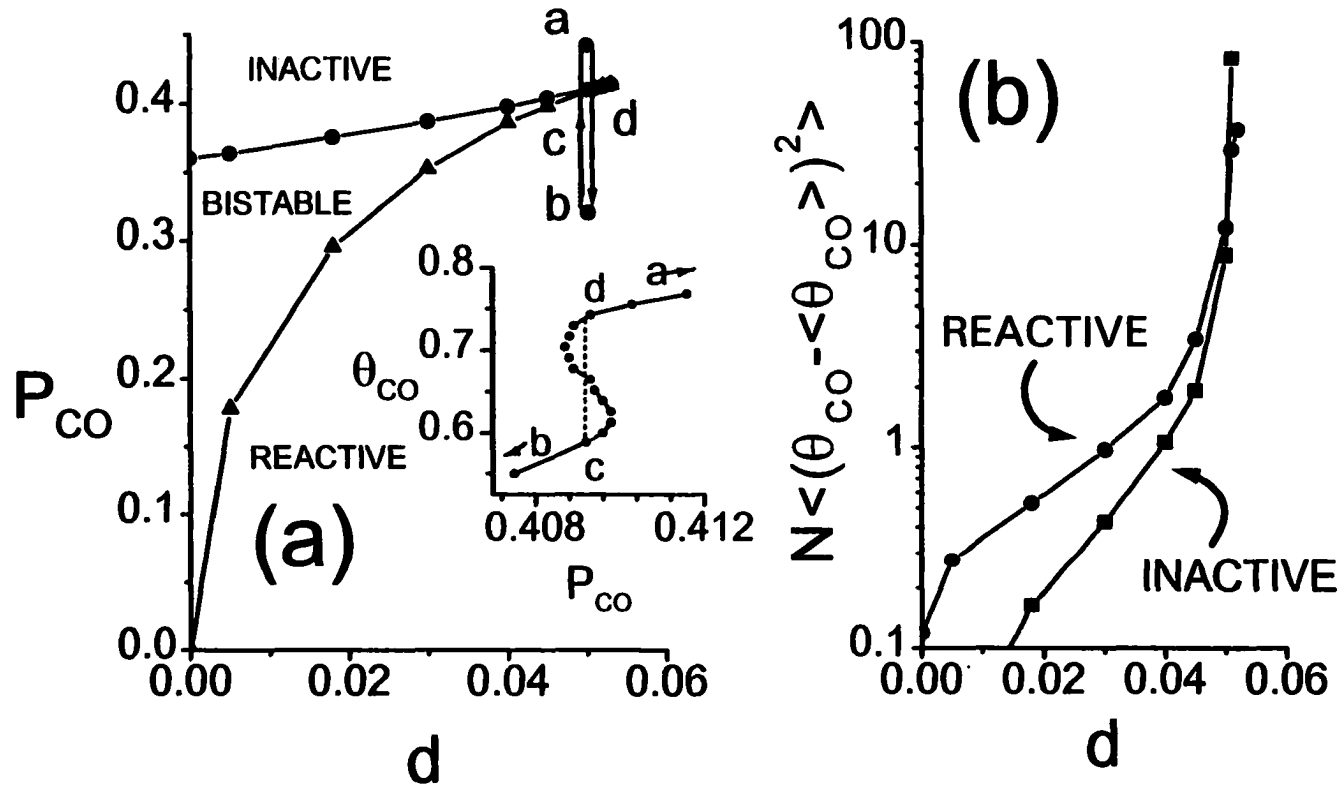 INACTIVE
BISTABLE
REACTIVE
(a)
P_CO
0.4
0.3
0.2
0.1
0.0
0.00
0.02
0.04
0.06
d
a
c
d
b
0.8
0.7
0.6
θ_CO
d
a
b
c
0.408
0.412
P_CO
(b)
N<(θ_CO-<θ_CO>)²>
100
10
1
0.1
REACTIVE
INACTIVE
0.00
0.02
0.04
0.06
d